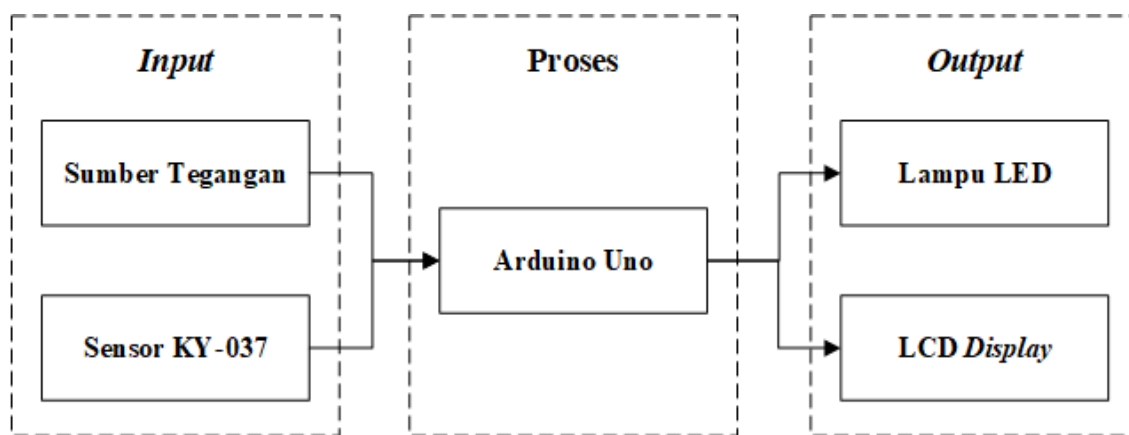 Input
Sumber Tegangan
Sensor KY-037
Proses
Arduino Uno
Output
Lampu LED
LCD Display